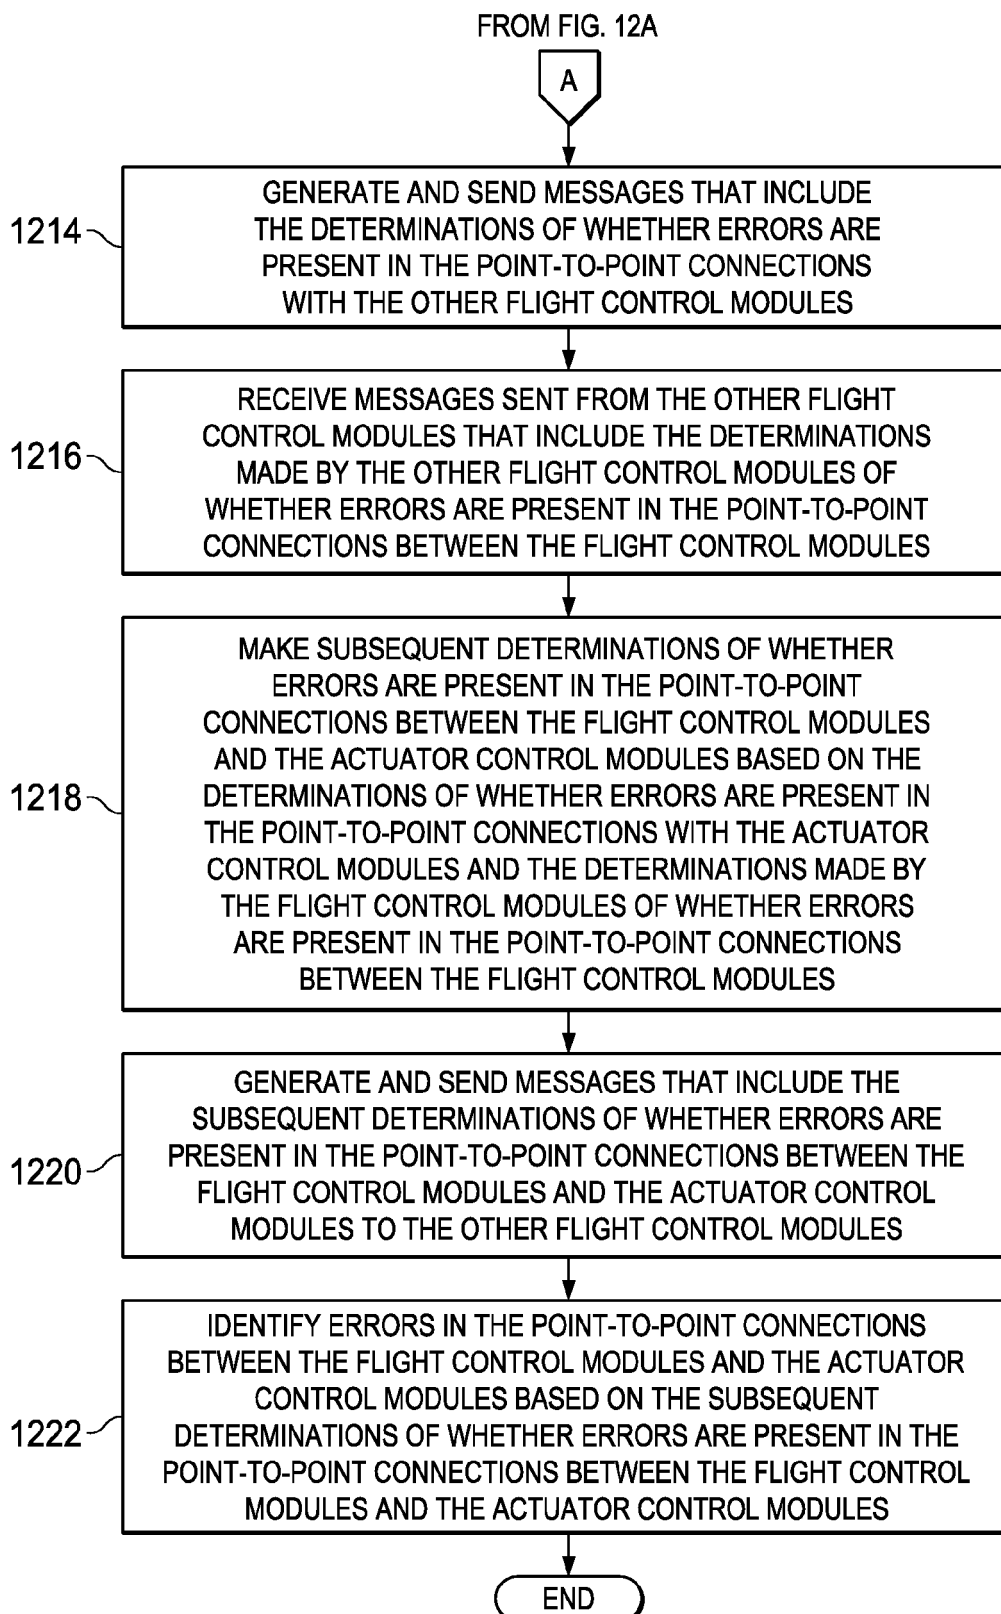 FROM FIG. 12A
A
1214
GENERATE AND SEND MESSAGES THAT INCLUDE
THE DETERMINATIONS OF WHETHER ERRORS ARE
PRESENT IN THE POINT-TO-POINT CONNECTIONS
WITH THE OTHER FLIGHT CONTROL MODULES
1216
RECEIVE MESSAGES SENT FROM THE OTHER FLIGHT
CONTROL MODULES THAT INCLUDE THE DETERMINATIONS
MADE BY THE OTHER FLIGHT CONTROL MODULES OF
WHETHER ERRORS ARE PRESENT IN THE POINT-TO-POINT
CONNECTIONS BETWEEN THE FLIGHT CONTROL MODULES
1218
MAKE SUBSEQUENT DETERMINATIONS OF WHETHER
ERRORS ARE PRESENT IN THE POINT-TO-POINT
CONNECTIONS BETWEEN THE FLIGHT CONTROL MODULES
AND THE ACTUATOR CONTROL MODULES BASED ON THE
DETERMINATIONS OF WHETHER ERRORS ARE PRESENT IN
THE POINT-TO-POINT CONNECTIONS WITH THE ACTUATOR
CONTROL MODULES AND THE DETERMINATIONS MADE BY
THE FLIGHT CONTROL MODULES OF WHETHER ERRORS
ARE PRESENT IN THE POINT-TO-POINT CONNECTIONS
BETWEEN THE FLIGHT CONTROL MODULES
1220
GENERATE AND SEND MESSAGES THAT INCLUDE THE
SUBSEQUENT DETERMINATIONS OF WHETHER ERRORS ARE
PRESENT IN THE POINT-TO-POINT CONNECTIONS BETWEEN THE
FLIGHT CONTROL MODULES AND THE ACTUATOR CONTROL
MODULES TO THE OTHER FLIGHT CONTROL MODULES
1222
IDENTIFY ERRORS IN THE POINT-TO-POINT CONNECTIONS
BETWEEN THE FLIGHT CONTROL MODULES AND THE ACTUATOR
CONTROL MODULES BASED ON THE SUBSEQUENT
DETERMINATIONS OF WHETHER ERRORS ARE PRESENT IN THE
POINT-TO-POINT CONNECTIONS BETWEEN THE FLIGHT CONTROL
MODULES AND THE ACTUATOR CONTROL MODULES
END